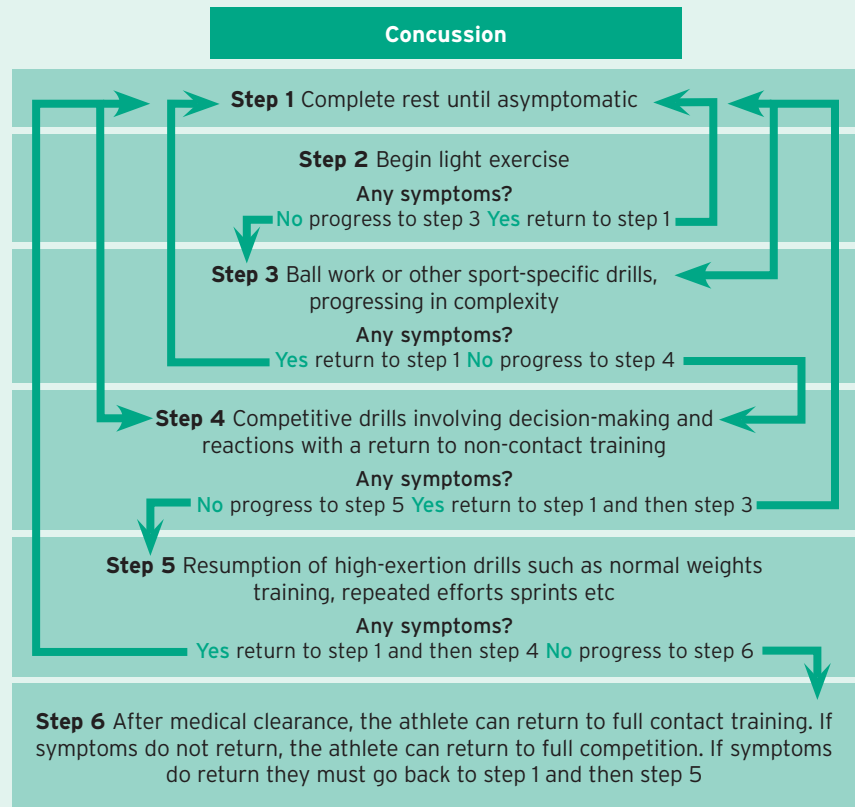 Concussion
Step 1 Complete rest until asymptomatic
Step 2 Begin light exercise
Any symptoms?
No progress to step 3 Yes return to step 1
Step 3 Ball work or other sport-specific drills,
progressing in complexity
Any symptoms?
Yes return to step 1 No progress to step 4
Step 4 Competitive drills involving decision-making and
reactions with a return to non-contact training
Any symptoms?
No progress to step 5 Yes return to step 1 and then step 3
Step 5 Resumption of high-exertion drills such as normal weights
training, repeated efforts sprints etc
Any symptoms?
Yes return to step 1 and then step 4 No progress to step 6
Step 6 After medical clearance, the athlete can return to full contact training. If
symptoms do not return, the athlete can return to full competition. If symptoms
do return they must go back to step 1 and then step 5